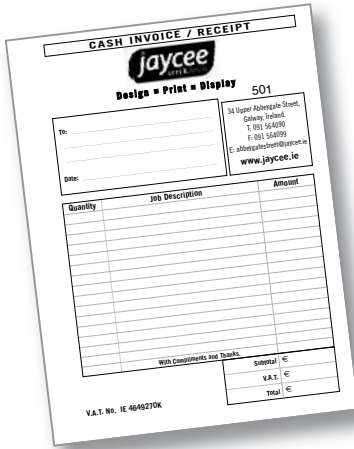 CASH INVOICE / RECEIPT
jaycee
Design = Print = Display
501
To:
Date:
34 Upper Abbeygate Street,
Galway, Ireland.
T: 091 564090
F: 091 564099
E: abbeygatestreet@jaycee.ie
www.jaycee.ie
Quantity Job Description Amount
With Compliments and Thanks.
Subtotal €
V.A.T. €
Total €
V.A.T. No. IE 4649270K